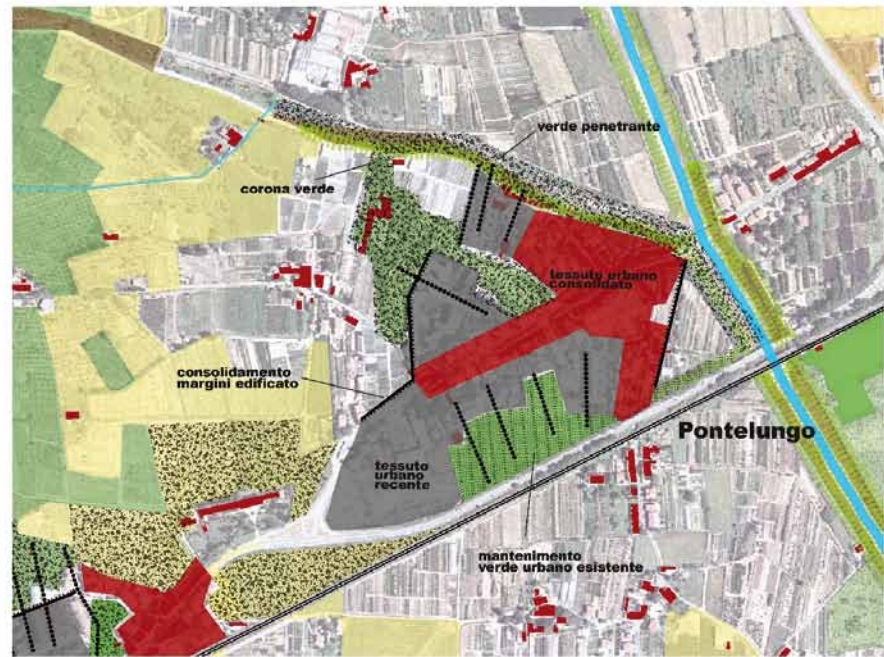 verde penetrante
corona verde
tessuto urbano
consolidato
consolidamento
margini edificato
Pontelungo
tessuto
urbano
recente
mantenimento
verde urbano esistente